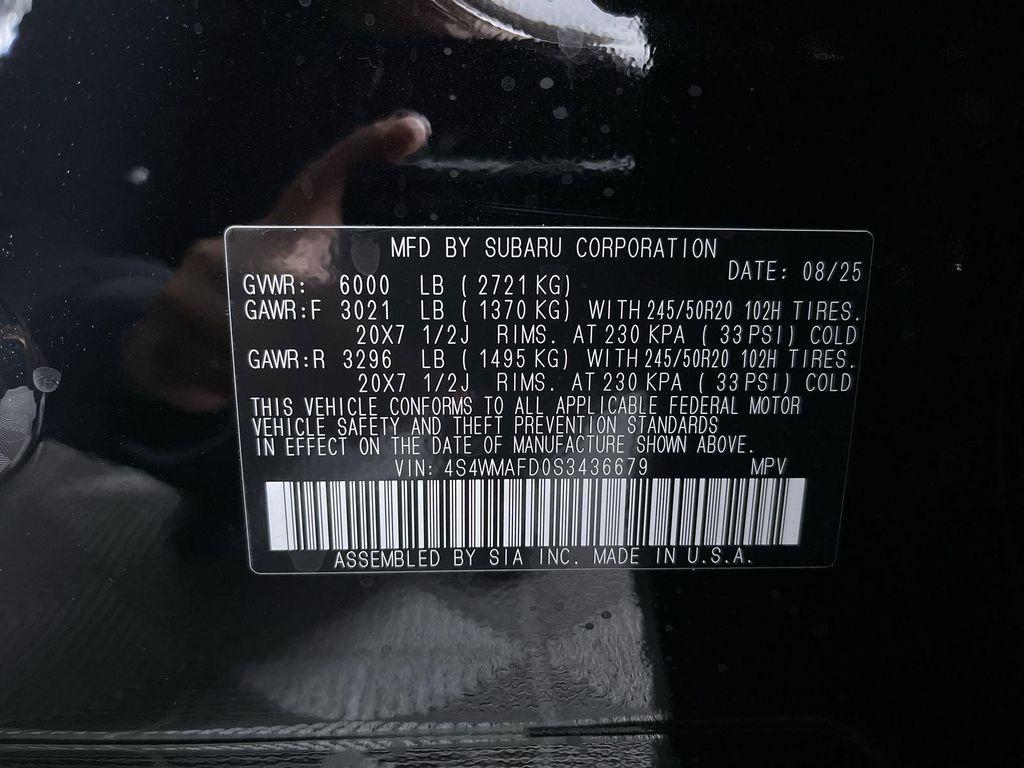 MFD BY SUBARU CORPORATION
DATE: 08/25
GVWR: 6000 LB ( 2721 KG)
GAWR:F 3021 LB ( 1370 KG) WITH 245/50R20 102H TIRES.
20X7 1/2J RIMS. AT 230 KPA ( 33 PSI) COLD
GAWR:R 3296 LB ( 1495 KG) WITH 245/50R20 102H TIRES.
20X7 1/2J RIMS. AT 230 KPA ( 33 PSI) COLD
THIS VEHICLE CONFORMS TO ALL APPLICABLE FEDERAL MOTOR
VEHICLE SAFETY AND THEFT PREVENTION STANDARDS
IN EFFECT ON THE DATE OF MANUFACTURE SHOWN ABOVE.
VIN: 4S4WMAFD0S3436679 MPV
ASSEMBLED BY SIA INC. MADE IN U.S.A.